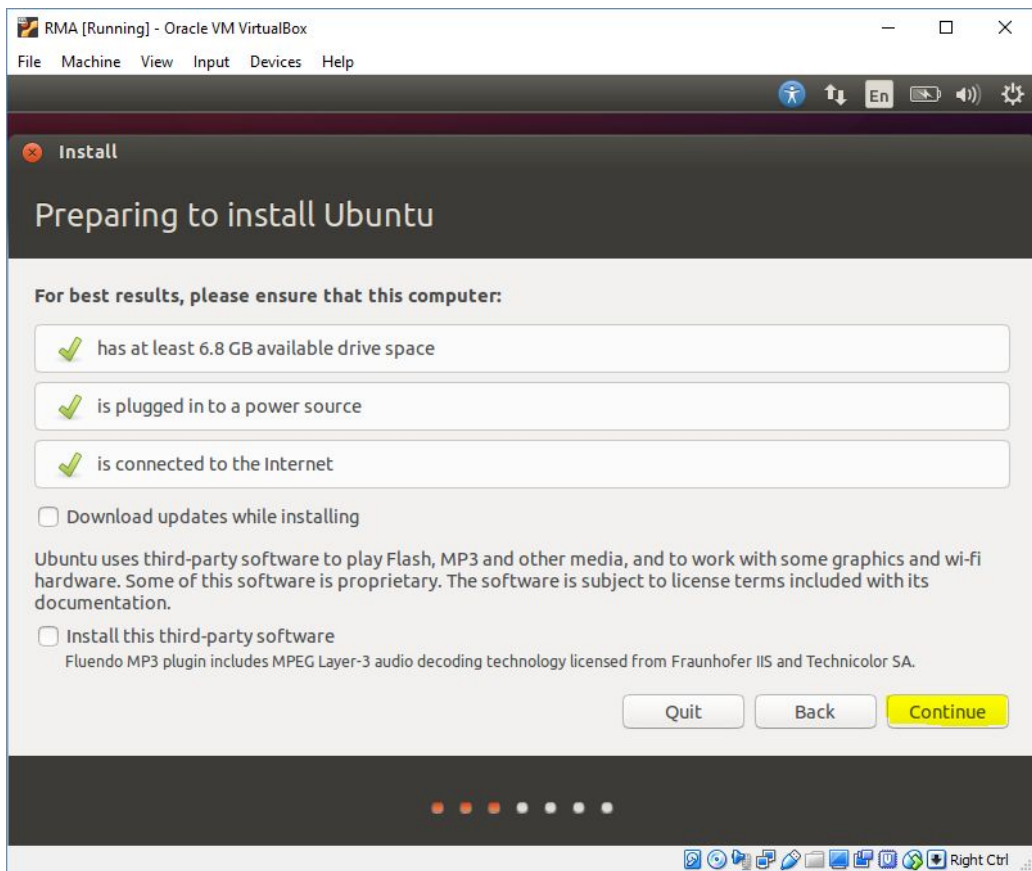 RMA [Running] - Oracle VM VirtualBox
File Machine View Input Devices Help
En
Install
Preparing to install Ubuntu
For best results, please ensure that this computer:
has at least 6.8 GB available drive space
is plugged in to a power source
is connected to the Internet
Download updates while installing
Ubuntu uses third-party software to play Flash, MP3 and other media, and to work with some graphics and wi-fi
hardware. Some of this software is proprietary. The software is subject to license terms included with its
documentation.
Install this third-party software
Fluendo MP3 plugin includes MPEG Layer-3 audio decoding technology licensed from Fraunhofer IIS and Technicolor SA.
Quit Back Continue
Right Ctrl